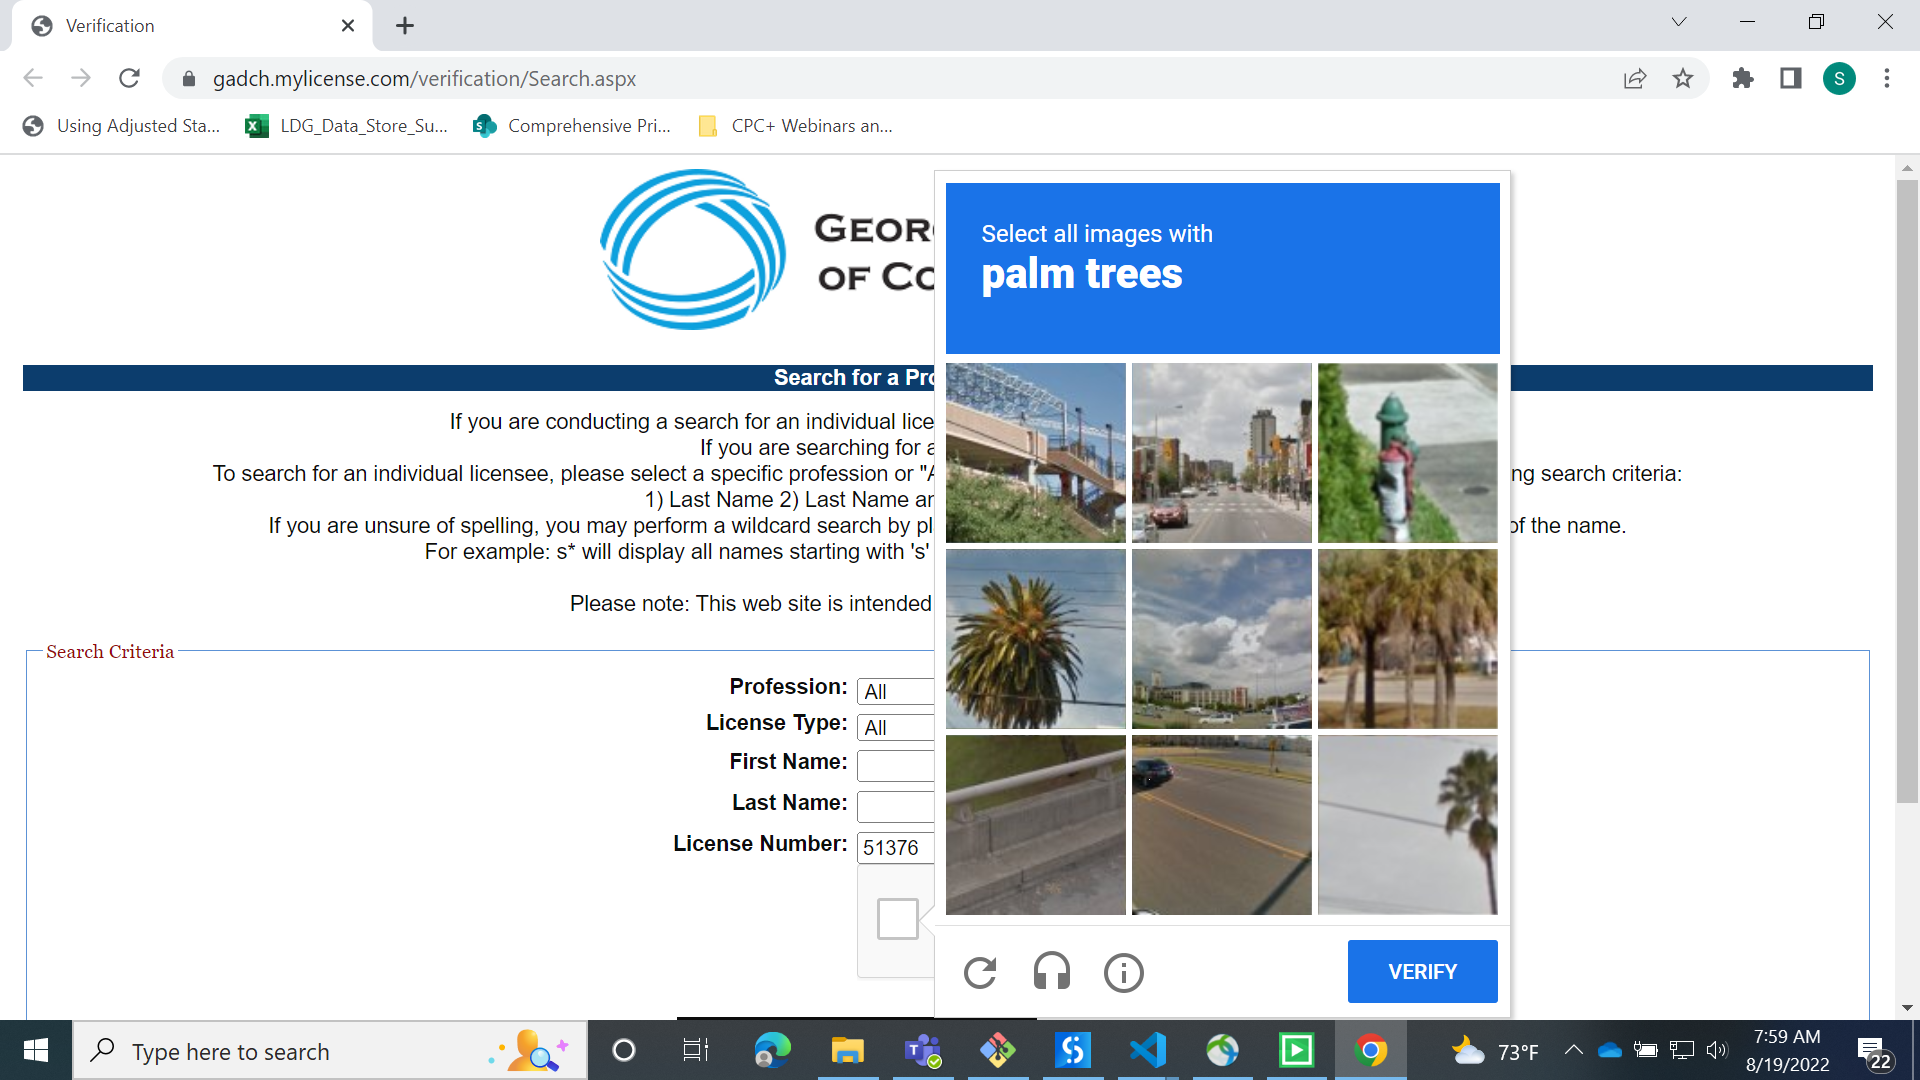 Verification
gadch.mylicense.com/verification/Search.aspx
S
Using Adjusted Sta...
LDG_Data_Store_Su...
Comprehensive Pri...
CPC+ Webinars an...
GEOR
OF CO
Select all images with
palm trees
Search for a Pro
If you are conducting a search for an individual lice
If you are searching for a
To search for an individual licensee, please select a specific profession or "A
ng search criteria:
1) Last Name 2) Last Name an
If you are unsure of spelling, you may perform a wildcard search by pl
of the name.
For example: s* will display all names starting with 's'
Please note: This web site is intended
Search Criteria
Profession: All
License Type: All
First Name:
Last Name:
License Number: 51376
VERIFY
Type here to search
73°F
7:59 AM
8/19/2022
22